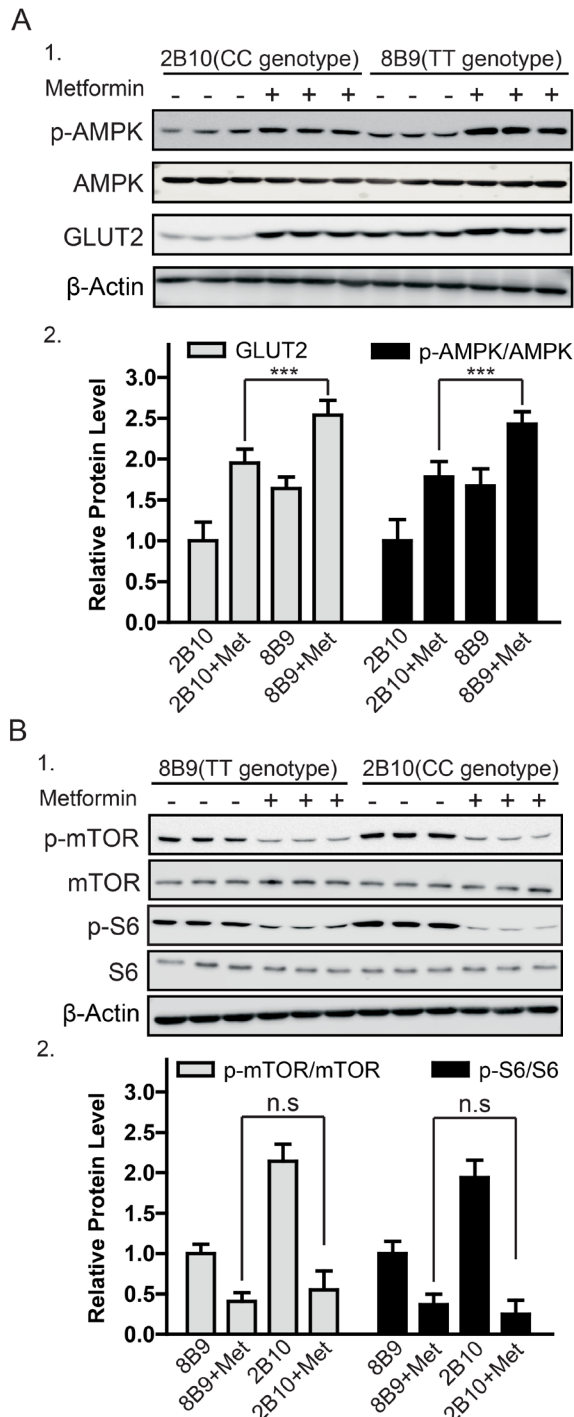 A
1.
2B10(CC genotype) 8B9(TT genotype)
Metformin - - - + + + - - - + + +
p-AMPK
AMPK
GLUT2
β-Actin
2.
GLUT2 p-AMPK/AMPK
*** ***
Relative Protein Level
3.0
2.5
2.0
1.5
1.0
0.5
0.0
2B10 2B10+Met 8B9 8B9+Met 2B10 2B10+Met 8B9 8B9+Met
B
1.
8B9(TT genotype) 2B10(CC genotype)
Metformin - - - + + + - - - + + +
p-mTOR
mTOR
p-S6
S6
β-Actin
2.
p-mTOR/mTOR p-S6/S6
n.s n.s
Relative Protein Level
3.0
2.5
2.0
1.5
1.0
0.5
0.0
8B9 8B9+Met 2B10 2B10+Met 8B9 8B9+Met 2B10 2B10+Met